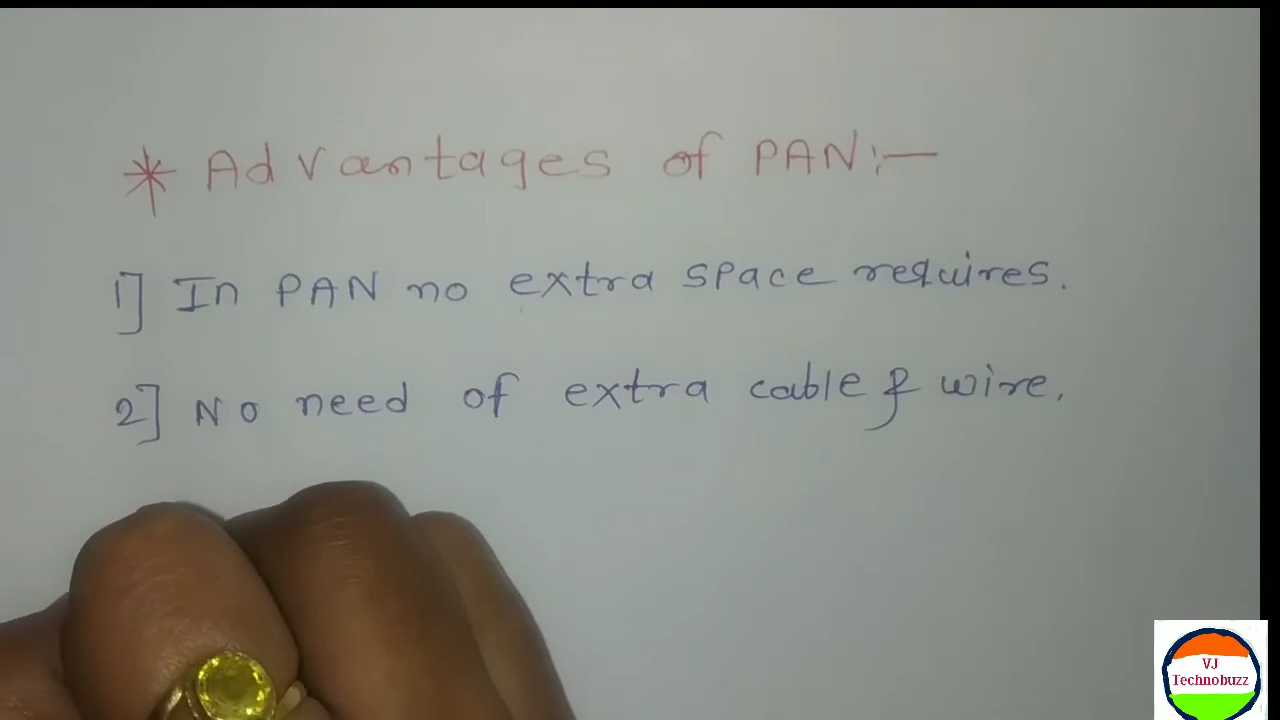 * Advantages of PAN:-
1] In PAN no extra space requires.
2] No need of extra cable & wire.
VJ
Technobuzz